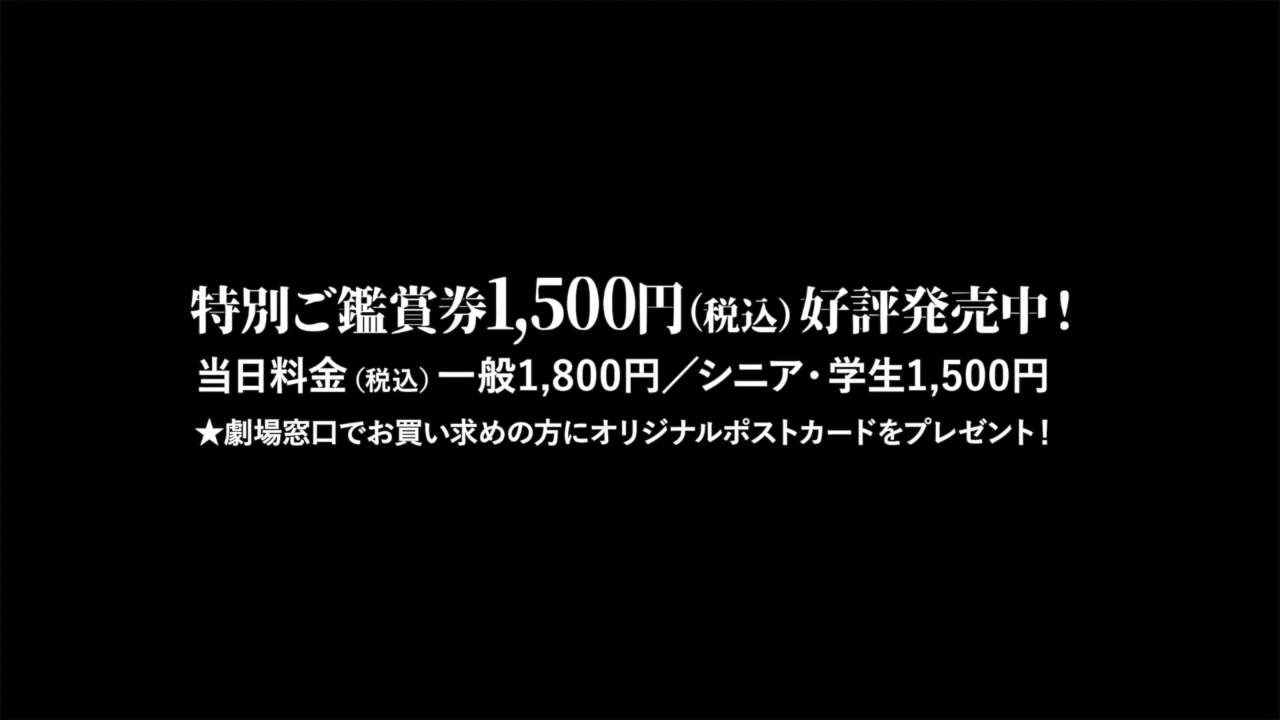 特別ご鑑賞券1,500円(税込)好評発売中!
当日料金(税込)一般1,800円/シニア・学生1,500円
★劇場窓口でお買い求めの方にオリジナルポストカードをプレゼント!